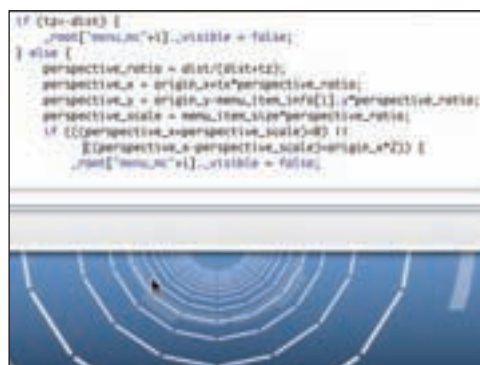 if (tz<-dist) {
_root["menu_mc"+i]._visible = false;
} else {
perspective_ratio = dist/(dist+tz);
perspective_x = origin_x+tx*perspective_ratio;
perspective_y = origin_y-menu_item_info[i].y*perspective_ratio;
perspective_scale = menu_item_size*perspective_ratio;
if (((perspective_x+perspective_scale)<0) ||
((perspective_x-perspective_scale)>origin_x*2)) {
_root["menu_mc"+i]._visible = false;